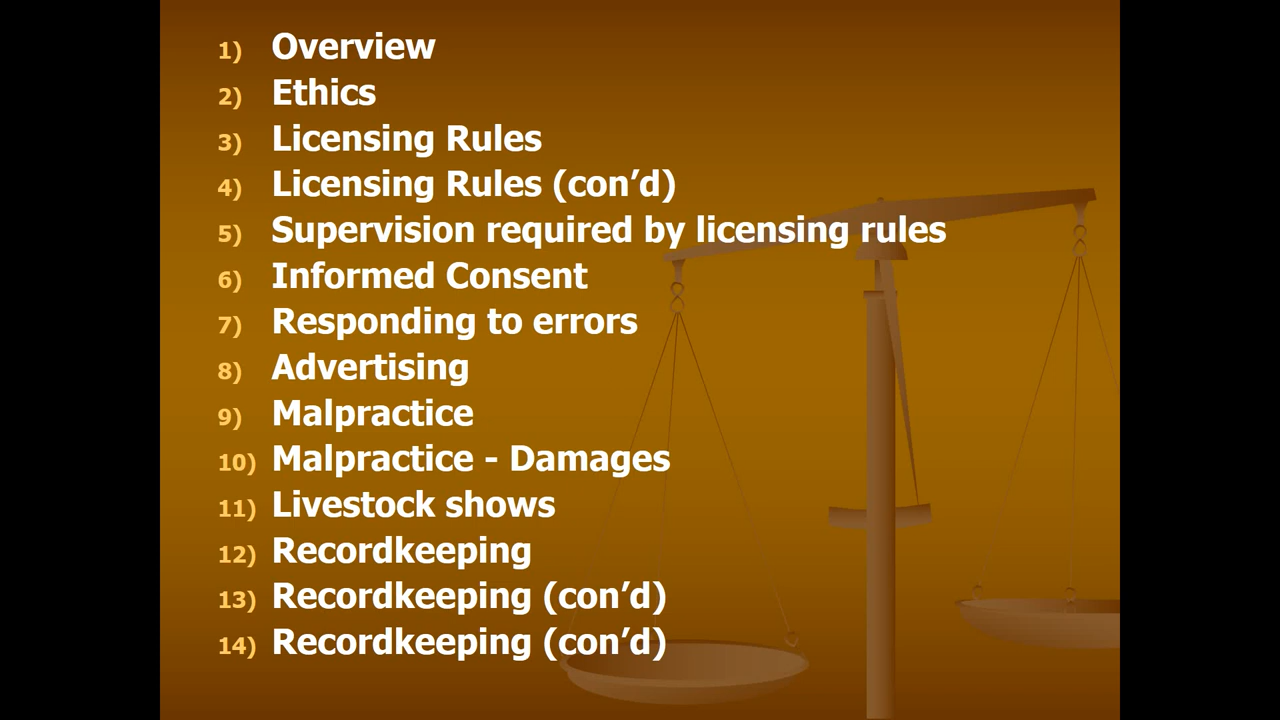 1) Overview
2) Ethics
3) Licensing Rules
4) Licensing Rules (con’d)
5) Supervision required by licensing rules
6) Informed Consent
7) Responding to errors
8) Advertising
9) Malpractice
10) Malpractice - Damages
11) Livestock shows
12) Recordkeeping
13) Recordkeeping (con’d)
14) Recordkeeping (con’d)